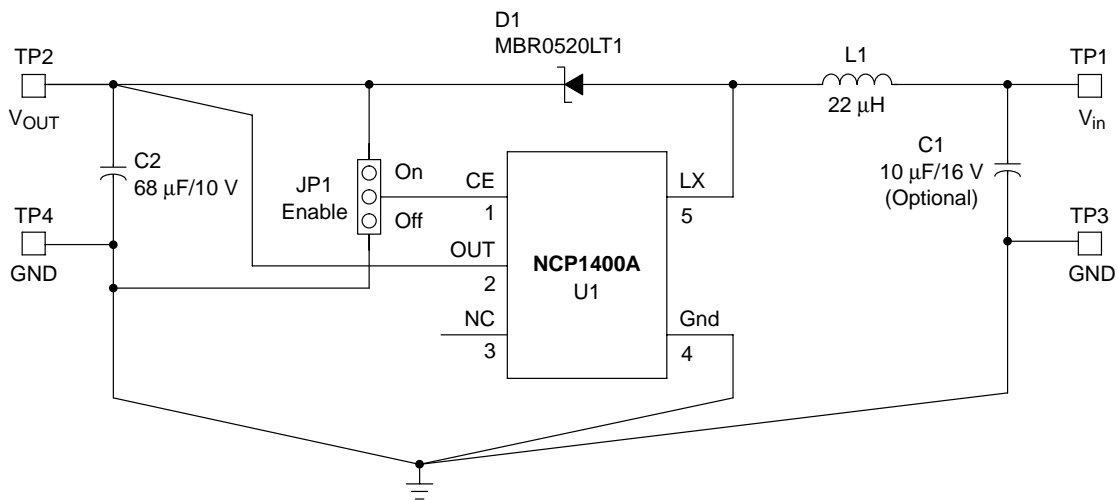 D1
MBR0520LT1
TP2
L1
TP1
VOUT
22 μH
Vin
C2
68 μF/10 V
JP1
Enable
On
Off
CE
1
LX
5
C1
10 μF/16 V
(Optional)
TP4
GND
TP3
GND
OUT
2
NCP1400A
U1
NC
3
Gnd
4